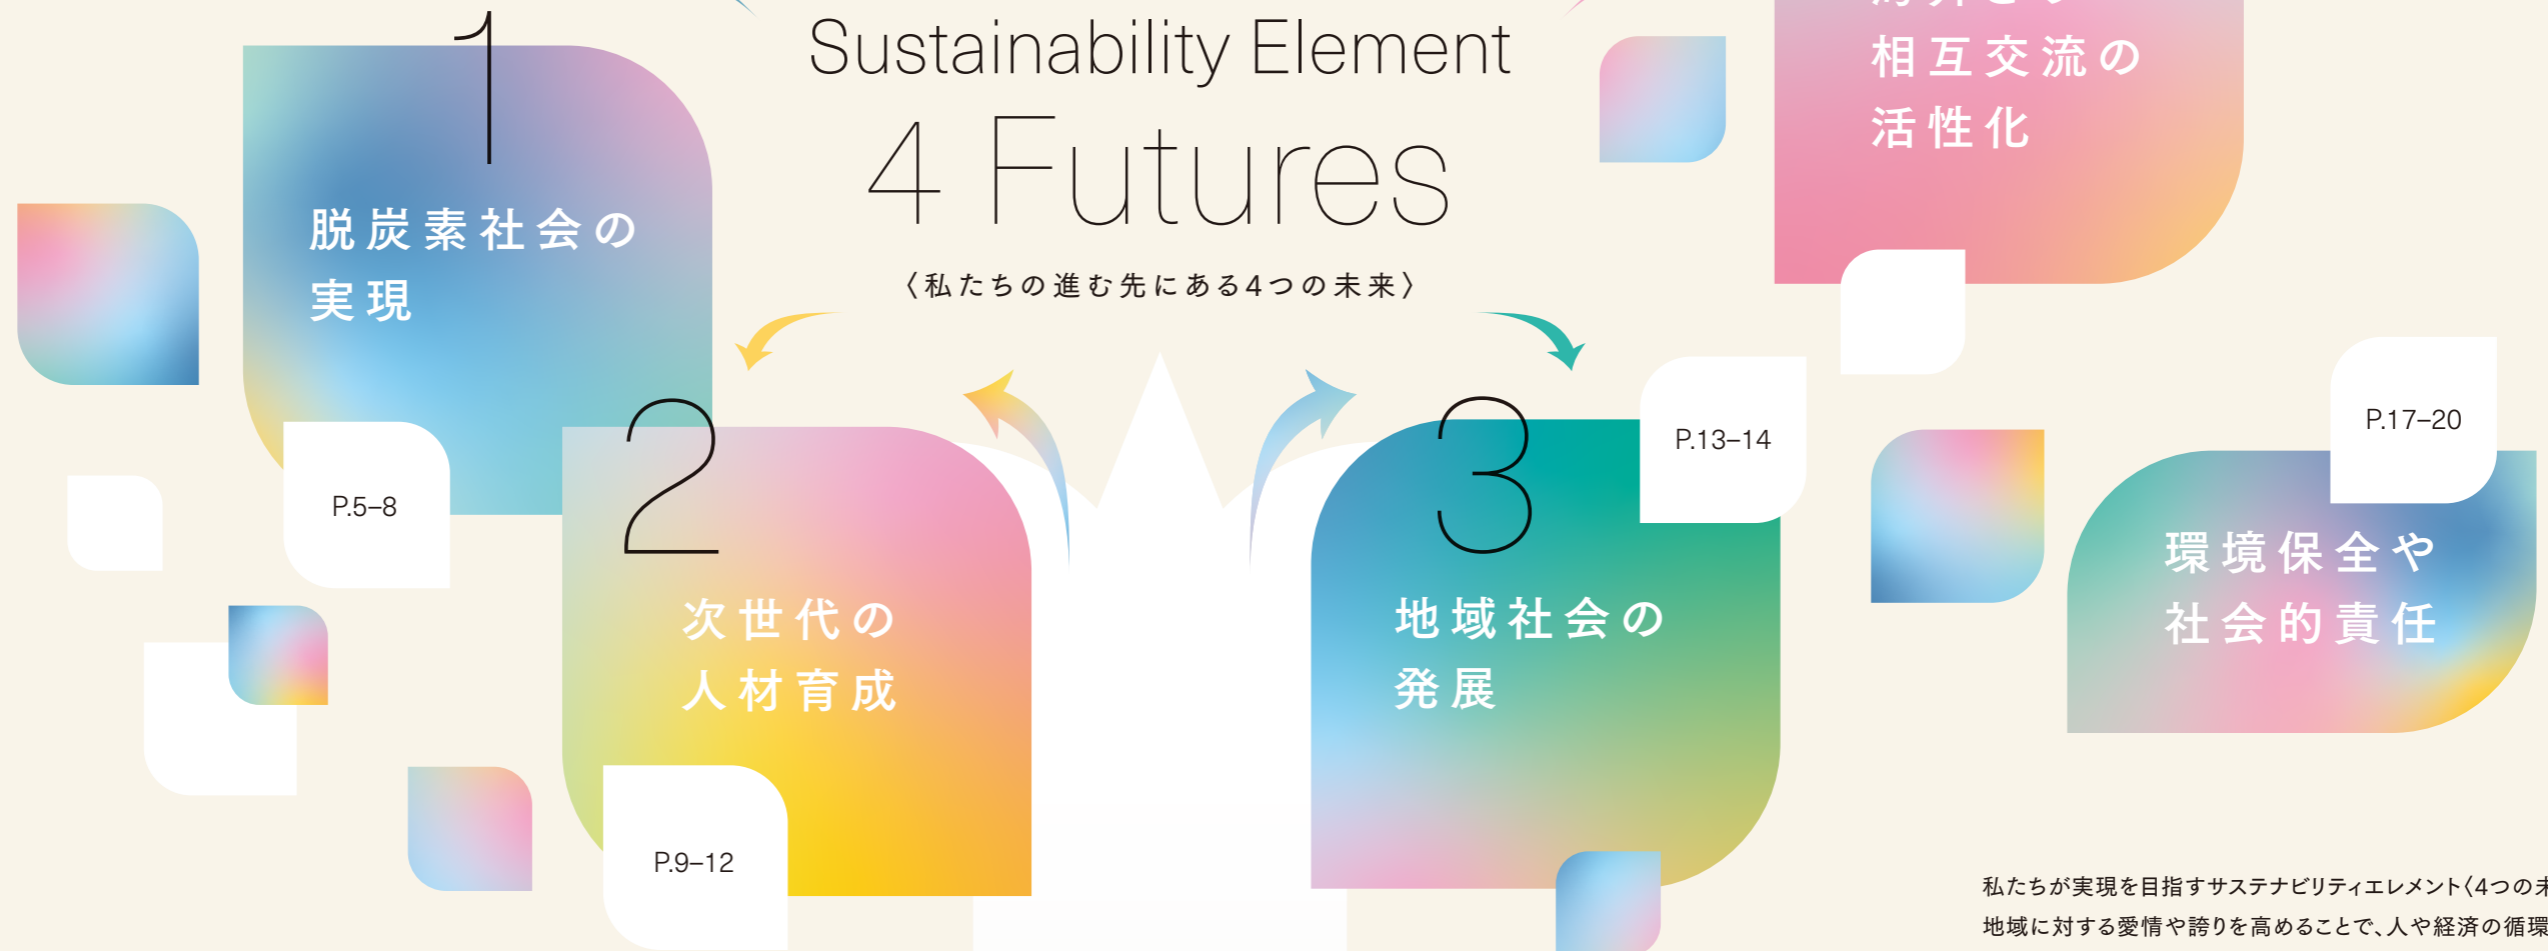 Sustainability Element
4 Futures
〈私たちの進む先にある4つの未来〉
1
脱炭素社会の
実現
P.5–8
2
次世代の
人材育成
P.9–12
3
地域社会の
発展
P.13–14
相互交流の
活性化
P.17–20
環境保全や
社会的責任
私たちが実現を目指すサステナビリティエレメント〈4つの未
地域に対する愛情や誇りを高めることで、人や経済の循環